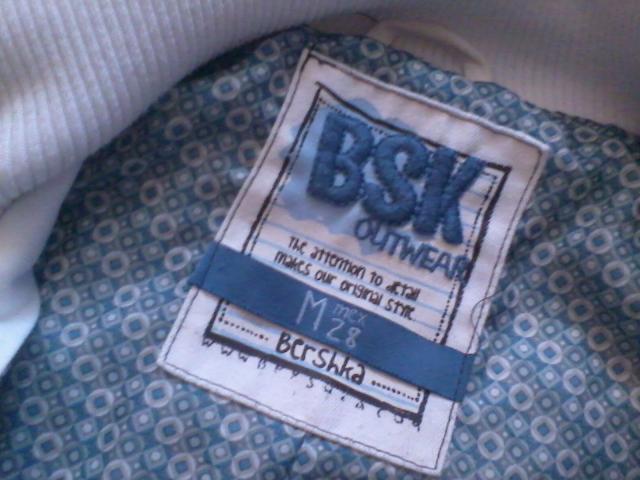 BSK
OUTWEAR
The attention to detail
makes our original style.
M mex 28
Bershka